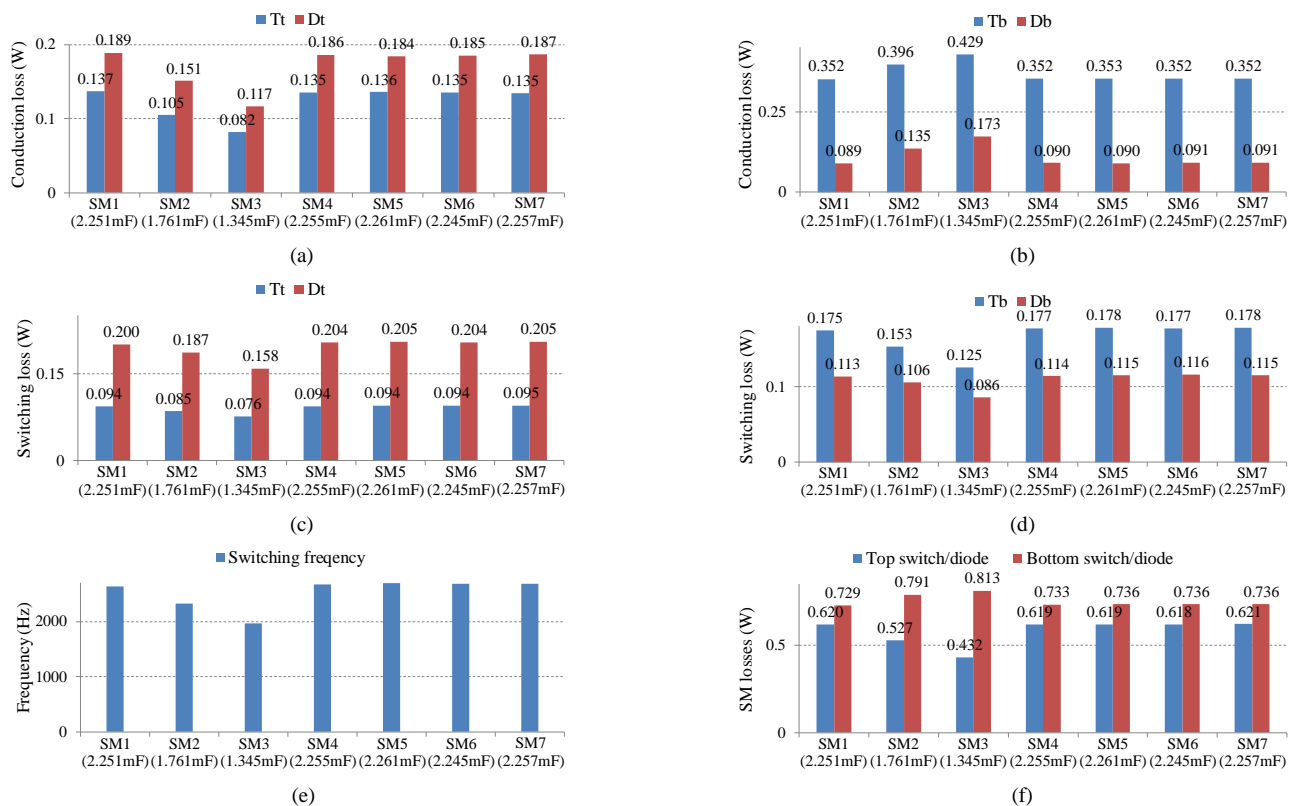 Tt Dt
Conduction loss (W)
0.2
0.1
0
0.189
0.137
0.151
0.105
0.117
0.082
0.186
0.135
0.184
0.136
0.185
0.135
0.187
0.135
SM1 SM2 SM3 SM4 SM5 SM6 SM7
(2.251mF) (1.761mF) (1.345mF) (2.255mF) (2.261mF) (2.245mF) (2.257mF)
(a)
Tb Db
Conduction loss (W)
0.25
0
0.352
0.089
0.396
0.135
0.429
0.173
0.352
0.090
0.353
0.090
0.352
0.091
0.352
0.091
SM1 SM2 SM3 SM4 SM5 SM6 SM7
(2.251mF) (1.761mF) (1.345mF) (2.255mF) (2.261mF) (2.245mF) (2.257mF)
(b)
Tt Dt
Switching loss (W)
0.15
0
0.094
0.200
0.085
0.187
0.076
0.158
0.094
0.204
0.094
0.205
0.094
0.204
0.095
0.205
SM1 SM2 SM3 SM4 SM5 SM6 SM7
(2.251mF) (1.761mF) (1.345mF) (2.255mF) (2.261mF) (2.245mF) (2.257mF)
(c)
Tb Db
Switching loss (W)
0.1
0
0.175
0.113
0.153
0.106
0.125
0.086
0.177
0.114
0.178
0.115
0.177
0.116
0.178
0.115
SM1 SM2 SM3 SM4 SM5 SM6 SM7
(2.251mF) (1.761mF) (1.345mF) (2.255mF) (2.261mF) (2.245mF) (2.257mF)
(d)
Switching freqency
Frequency (Hz)
2000
1000
0
SM1 SM2 SM3 SM4 SM5 SM6 SM7
(2.251mF) (1.761mF) (1.345mF) (2.255mF) (2.261mF) (2.245mF) (2.257mF)
(e)
Top switch/diode Bottom switch/diode
SM losses (W)
0.5
0
0.620
0.729
0.527
0.791
0.432
0.813
0.619
0.733
0.619
0.736
0.618
0.736
0.621
0.736
SM1 SM2 SM3 SM4 SM5 SM6 SM7
(2.251mF) (1.761mF) (1.345mF) (2.255mF) (2.261mF) (2.245mF) (2.257mF)
(f)